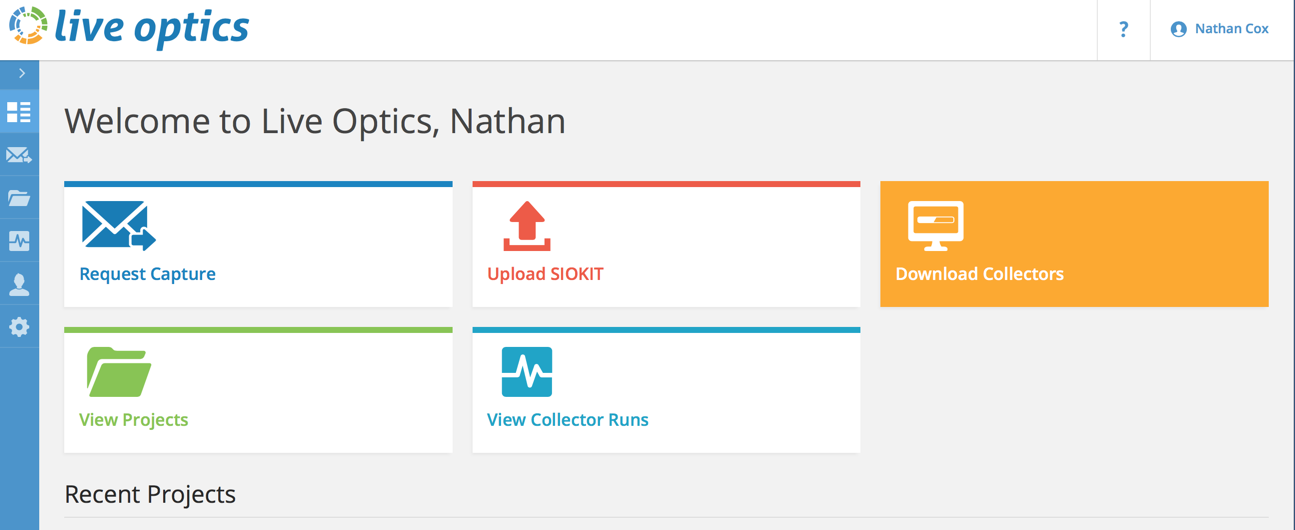 live optics
?
Nathan Cox
Welcome to Live Optics, Nathan
Request Capture
Upload SIOKIT
Download Collectors
View Projects
View Collector Runs
Recent Projects